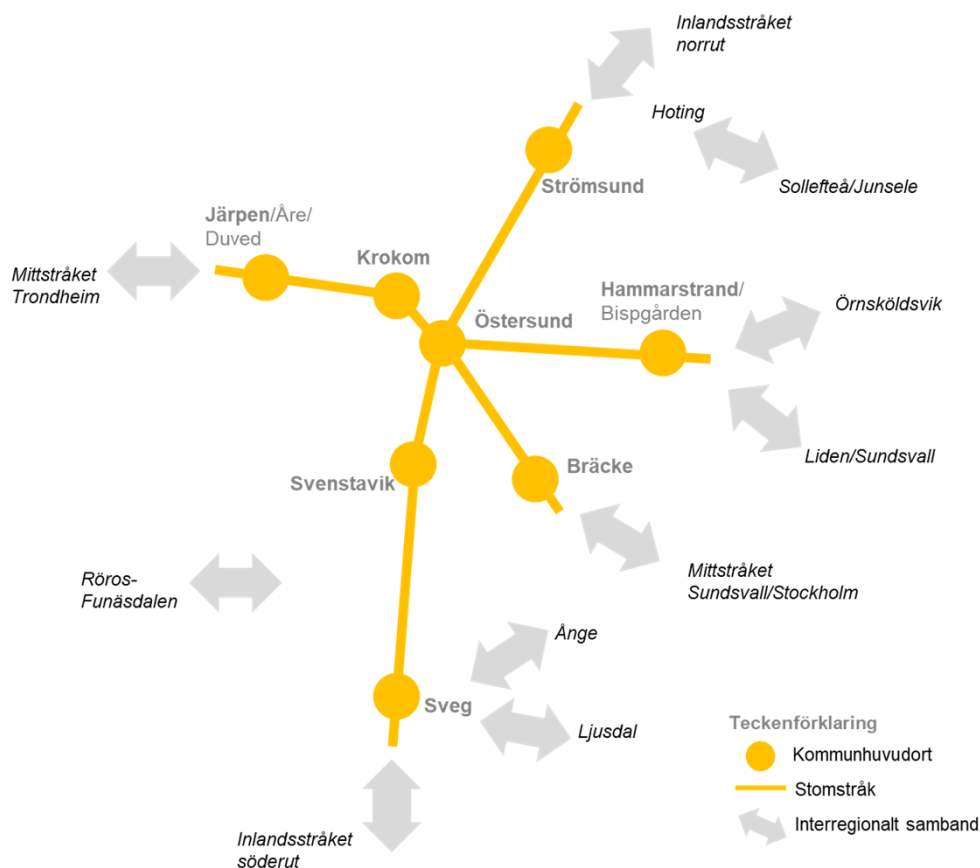 Inlandsstråket
norrut
Hoting
Sollefteå/Junsele
Strömsund
Järpen/Åre/
Duved
Krokom
Mittstråket
Trondheim
Hammarstrand/
Bispgården
Örnsköldsvik
Östersund
Liden/Sundsvall
Bräcke
Svenstavik
Röros-
Funäsdalen
Mittstråket
Sundsvall/Stockholm
Ånge
Sveg
Ljusdal
Inlandsstråket
söderut
Teckenförklaring
Kommunhuvudort
Stomstråk
Interregionalt samband